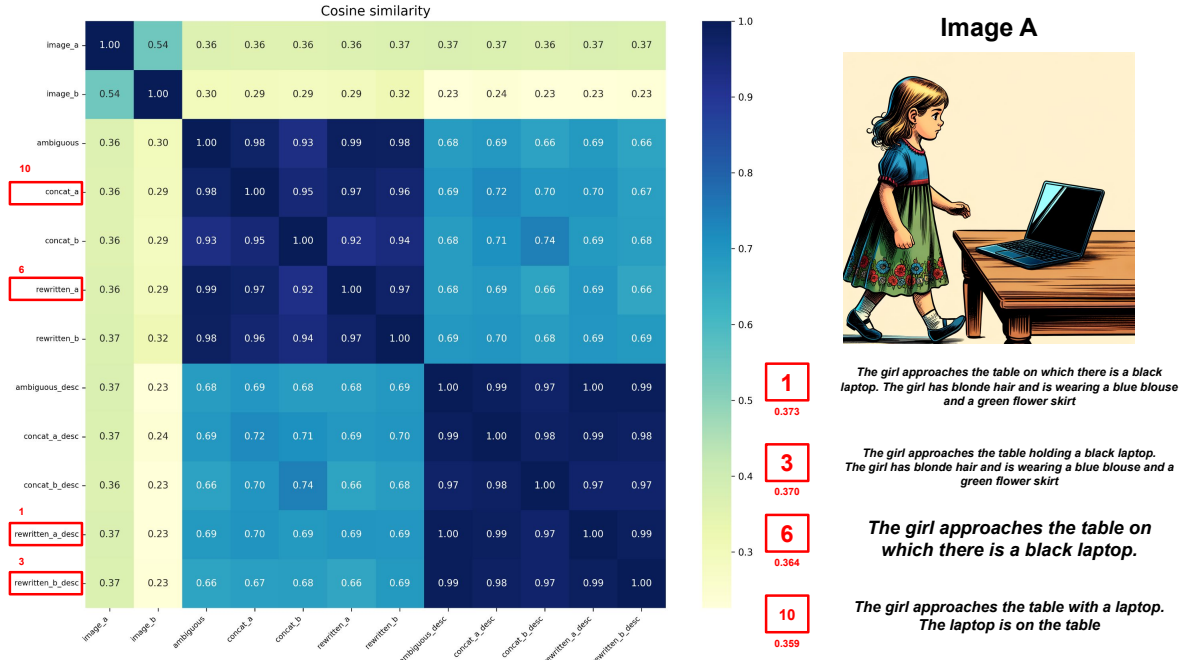 Cosine similarity
image_a 1.00 0.54 0.36 0.36 0.36 0.36 0.37 0.37 0.37 0.36 0.37 0.37
image_b 0.54 1.00 0.30 0.29 0.29 0.29 0.32 0.23 0.24 0.23 0.23 0.23
ambiguous 0.36 0.30 1.00 0.98 0.93 0.99 0.98 0.68 0.69 0.66 0.69 0.66
10
concat_a 0.36 0.29 0.98 1.00 0.95 0.97 0.96 0.69 0.72 0.70 0.70 0.67
concat_b 0.36 0.29 0.93 0.95 1.00 0.92 0.94 0.68 0.71 0.74 0.69 0.68
6
rewritten_a 0.36 0.29 0.99 0.97 0.92 1.00 0.97 0.68 0.69 0.66 0.69 0.66
rewritten_b 0.37 0.32 0.98 0.96 0.94 0.97 1.00 0.69 0.70 0.68 0.69 0.69
ambiguous_desc 0.37 0.23 0.68 0.69 0.68 0.68 0.69 1.00 0.99 0.97 1.00 0.99
concat_a_desc 0.37 0.24 0.69 0.72 0.71 0.69 0.70 0.99 1.00 0.98 0.99 0.98
concat_b_desc 0.36 0.23 0.66 0.70 0.74 0.66 0.68 0.97 0.98 1.00 0.97 0.97
1
rewritten_a_desc 0.37 0.23 0.69 0.70 0.69 0.69 0.69 1.00 0.99 0.97 1.00 0.99
3
rewritten_b_desc 0.37 0.23 0.66 0.67 0.68 0.66 0.69 0.99 0.98 0.97 0.99 1.00
image_a image_b ambiguous concat_a concat_b rewritten_a rewritten_b ambiguous_desc concat_a_desc concat_b_desc rewritten_a_desc rewritten_b_desc
1.0
0.9
0.8
0.7
0.6
0.5
0.4
0.3
Image A
1
0.373
The girl approaches the table on which there is a black
laptop. The girl has blonde hair and is wearing a blue blouse
and a green flower skirt
3
0.370
The girl approaches the table holding a black laptop.
The girl has blonde hair and is wearing a blue blouse and a
green flower skirt
6
0.364
The girl approaches the table on
which there is a black laptop.
10
0.359
The girl approaches the table with a laptop.
The laptop is on the table